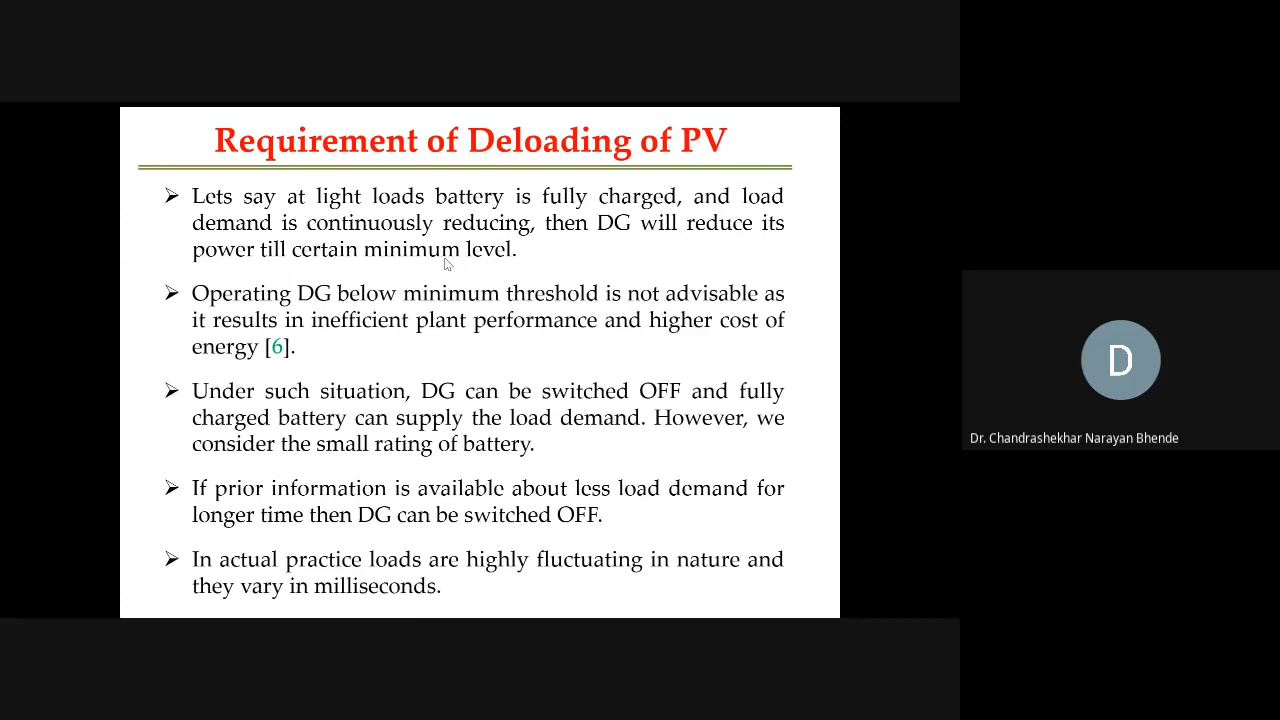 Requirement of Deloading of PV
➢ Lets say at light loads battery is fully charged, and load
demand is continuously reducing, then DG will reduce its
power till certain minimum level.
➢ Operating DG below minimum threshold is not advisable as
it results in inefficient plant performance and higher cost of
energy [6].
➢ Under such situation, DG can be switched OFF and fully
charged battery can supply the load demand. However, we
consider the small rating of battery.
➢ If prior information is available about less load demand for
longer time then DG can be switched OFF.
➢ In actual practice loads are highly fluctuating in nature and
they vary in milliseconds.
D
Dr. Chandrashekhar Narayan Bhende